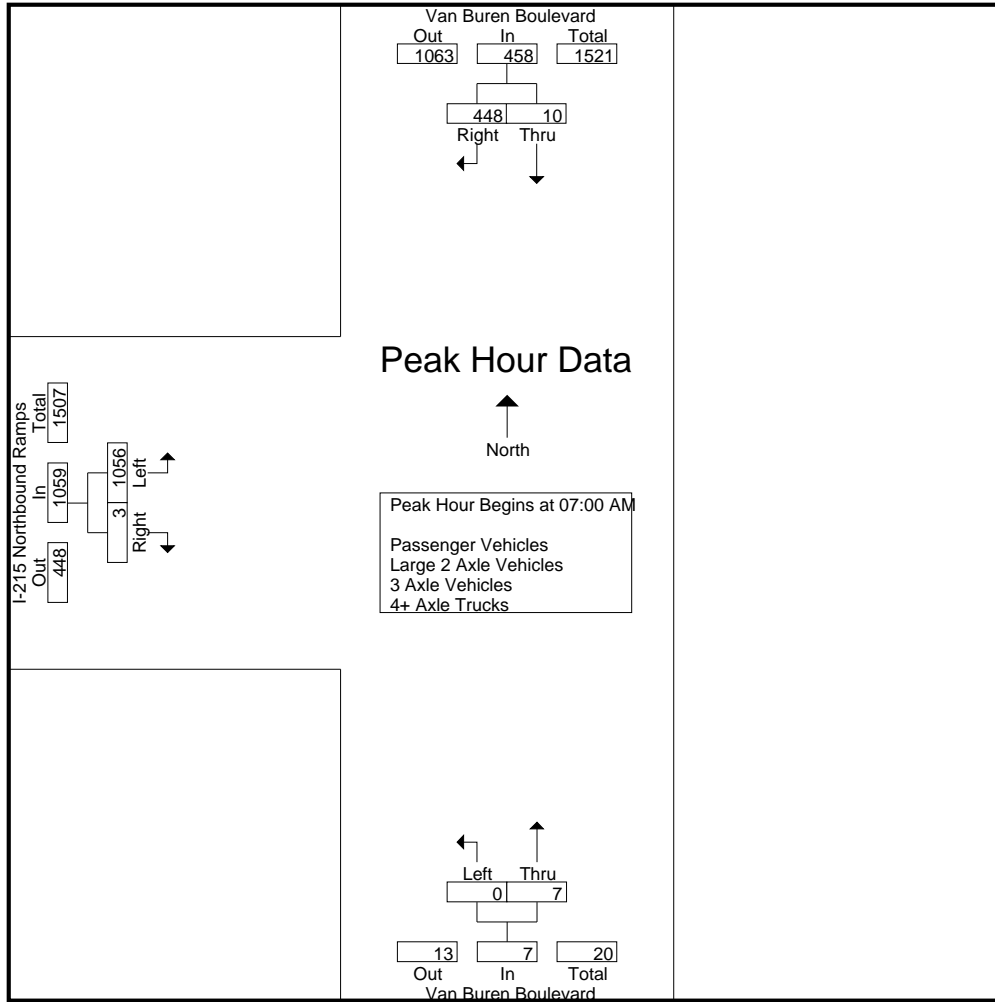 Van Buren Boulevard
Out In Total
1063 458 1521
448 10
Right Thru
Peak Hour Data
North
I-215 Northbound Ramps
Total In Out
1507 1059 448
1056 3
Left Right
Peak Hour Begins at 07:00 AM
Passenger Vehicles
Large 2 Axle Vehicles
3 Axle Vehicles
4+ Axle Trucks
Left Thru
0 7
13 7 20
Out In Total
Van Buren Boulevard